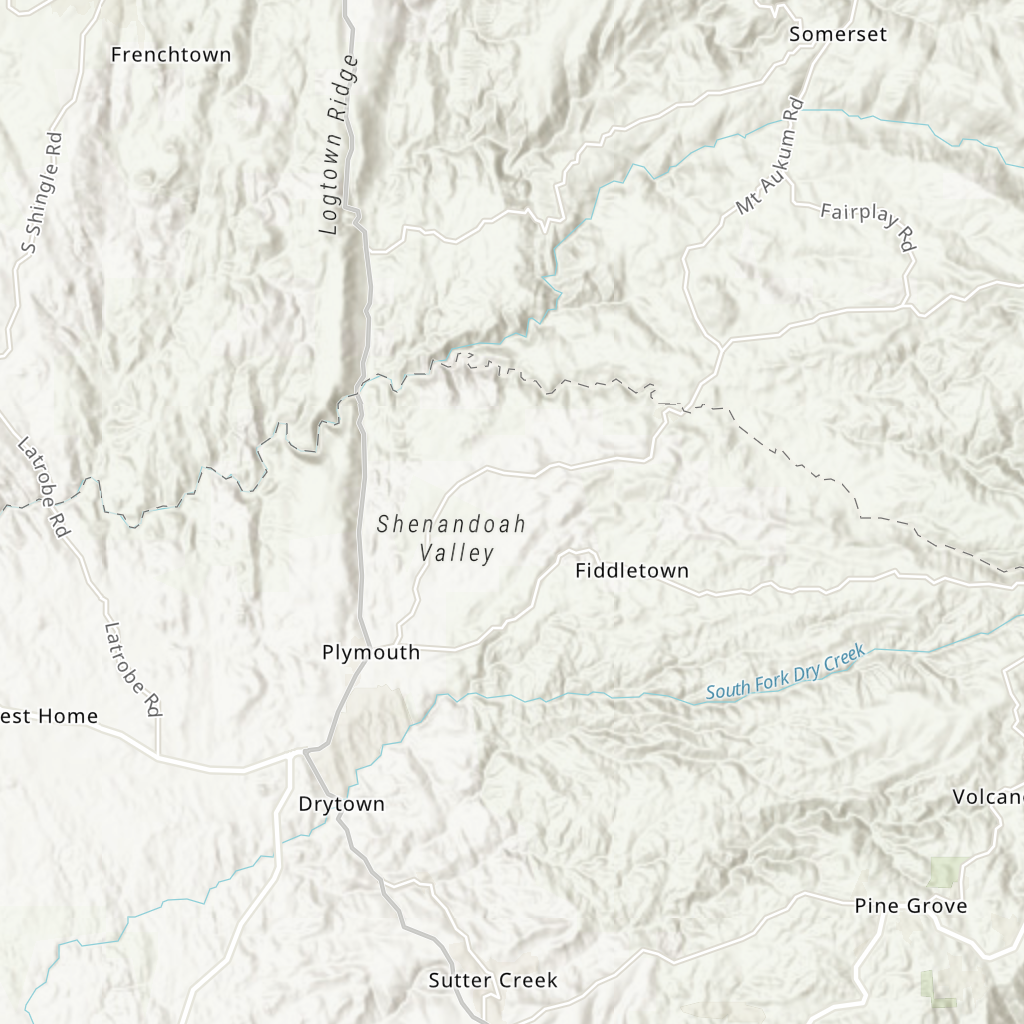 Somerset
Frenchtown
Logtown Ridge
S Shingle Rd
Mt Aukum Rd
Fairplay Rd
Latrobe Rd
Shenandoah
Valley
Fiddletown
Latrobe Rd
Plymouth
South Fork Dry Creek
est Home
Volcano
Drytown
Pine Grove
Sutter Creek